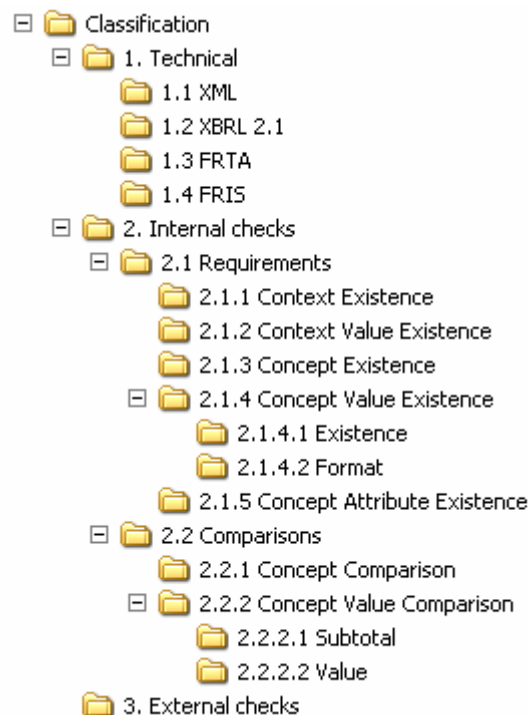 Classification
1. Technical
1.1 XML
1.2 XBRL 2.1
1.3 FRTA
1.4 FRIS
2. Internal checks
2.1 Requirements
2.1.1 Context Existence
2.1.2 Context Value Existence
2.1.3 Concept Existence
2.1.4 Concept Value Existence
2.1.4.1 Existence
2.1.4.2 Format
2.1.5 Concept Attribute Existence
2.2 Comparisons
2.2.1 Concept Comparison
2.2.2 Concept Value Comparison
2.2.2.1 Subtotal
2.2.2.2 Value
3. External checks